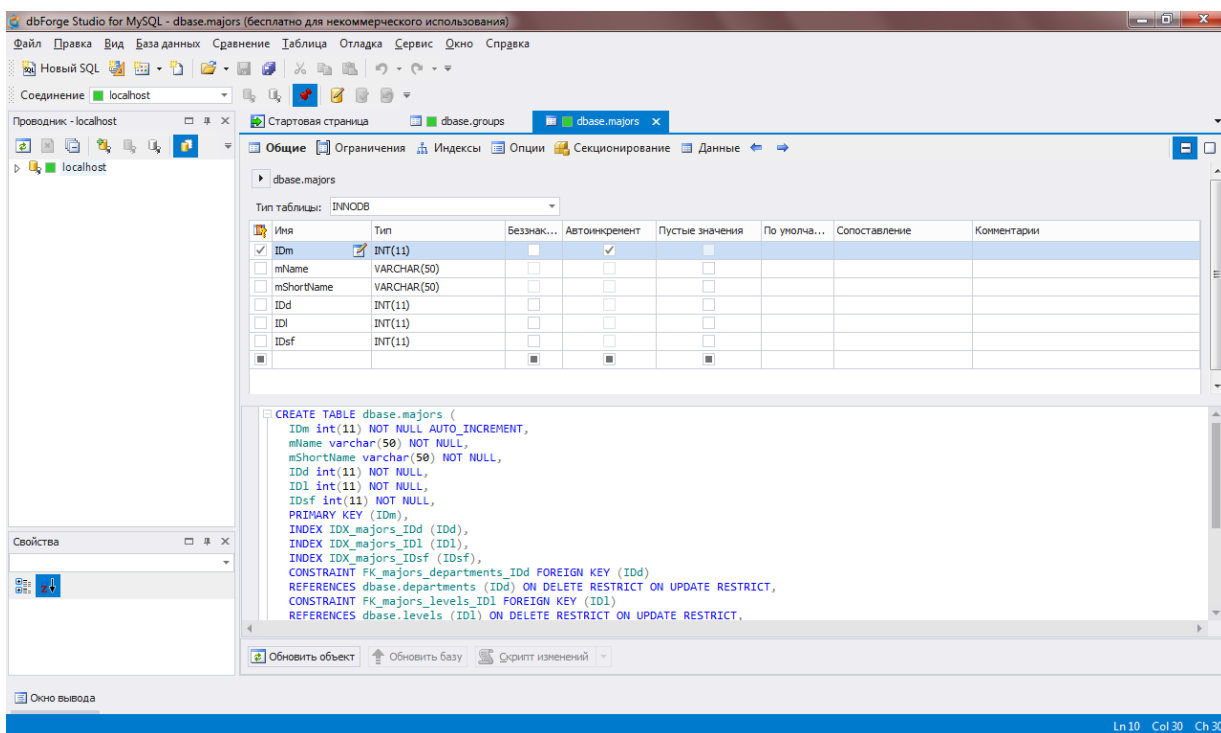 dbForge Studio for MySQL - dbase.majors (бесплатно для некоммерческого использования)
Файл Правка Вид База данных Сравнение Таблица Отладка Сервис Окно Справка
Новый SQL
Соединение localhost
Проводник - localhost
Стартовая страница dbase.groups dbase.majors
Общие Ограничения Индексы Опции Секционирование Данные
localhost
dbase.majors
Тип таблицы: INNODB
Имя Тип Беззнак... Автоинкремент Пустые значения По умолча... Сопоставление Комментарии
IDm INT(11)
mName VARCHAR(50)
mShortName VARCHAR(50)
IDd INT(11)
IDl INT(11)
IDsf INT(11)
CREATE TABLE dbase.majors (
IDm int(11) NOT NULL AUTO_INCREMENT,
mName varchar(50) NOT NULL,
mShortName varchar(50) NOT NULL,
IDd int(11) NOT NULL,
IDl int(11) NOT NULL,
IDsf int(11) NOT NULL,
PRIMARY KEY (IDm),
INDEX IDX_majors_IDd (IDd),
INDEX IDX_majors_IDl (IDl),
INDEX IDX_majors_IDsf (IDsf),
CONSTRAINT FK_majors_departments_IDd FOREIGN KEY (IDd)
REFERENCES dbase.departments (IDd) ON DELETE RESTRICT ON UPDATE RESTRICT,
CONSTRAINT FK_majors_levels_IDl FOREIGN KEY (IDl)
REFERENCES dbase.levels (IDl) ON DELETE RESTRICT ON UPDATE RESTRICT,
Свойства
Обновить объект Обновить базу Скрипт изменений
Окно вывода
Ln 10 Col 30 Ch 30